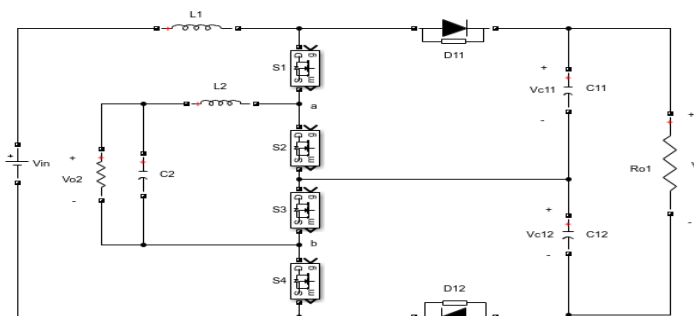 L1
D11
S1
g
D
S
m
L2
a
Vc11
+
-
C11
S2
g
D
S
m
+
Vin
+
Vo2
-
C2
+
Ro1
V
-
S3
g
D
S
m
b
+
Vc12
-
C12
S4
g
D
S
m
D12